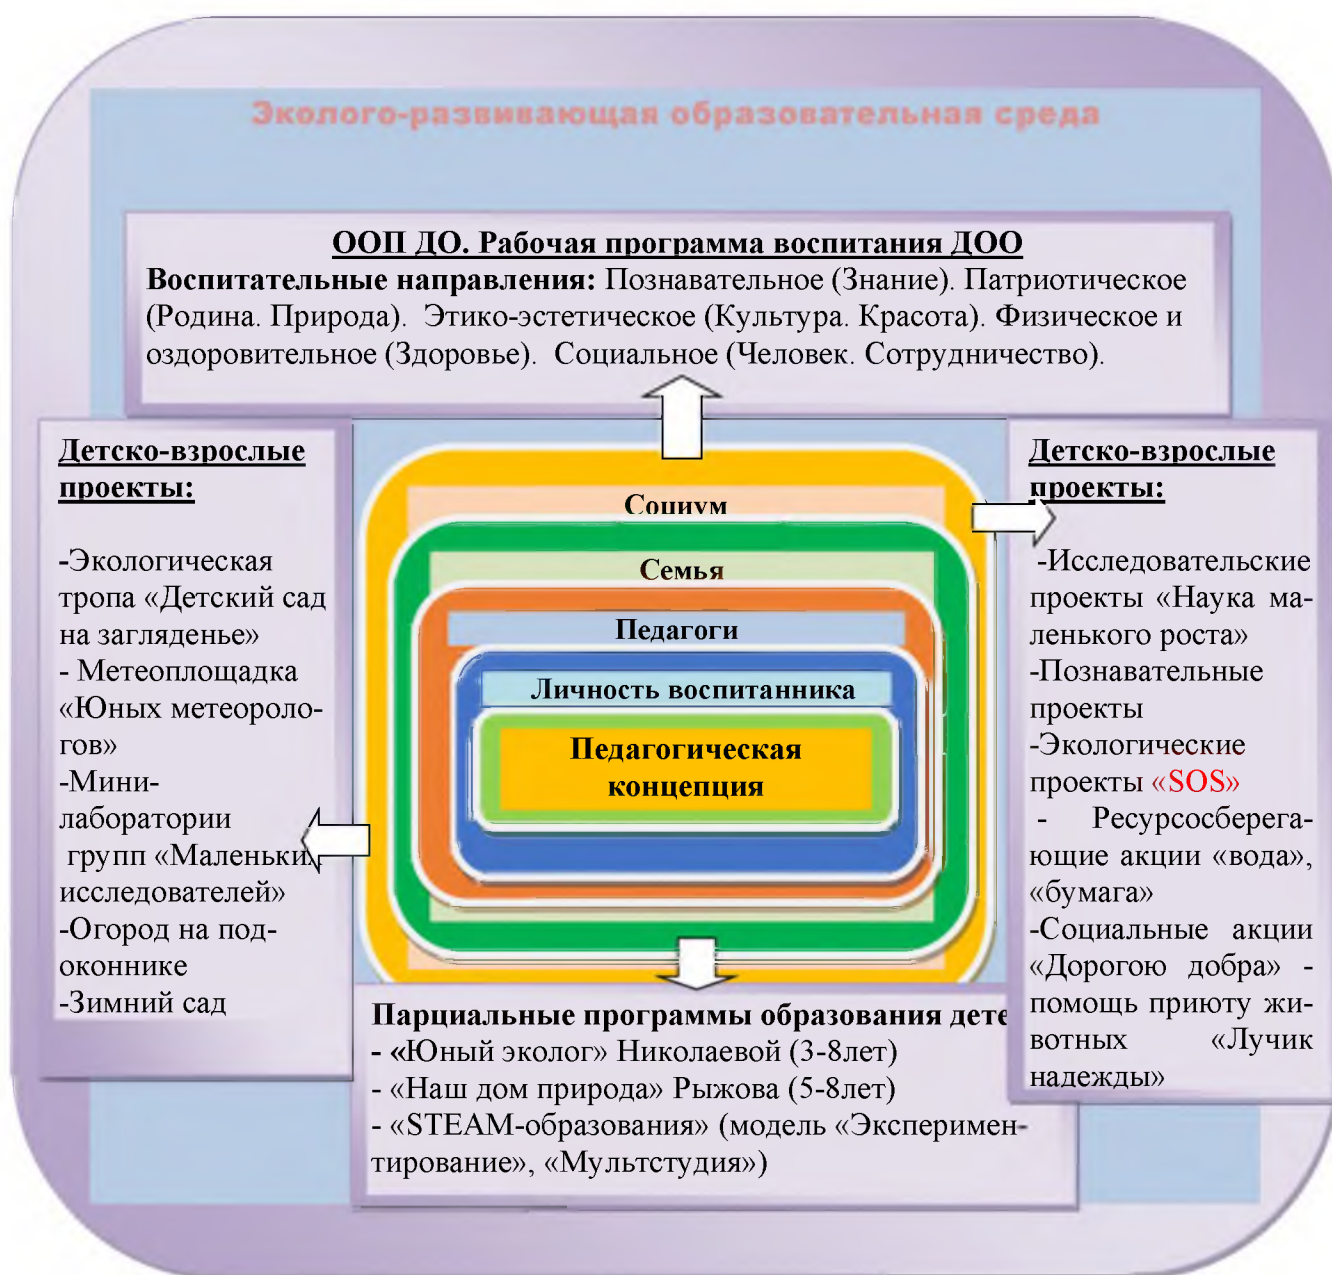 Эколого-развивающая образовательная среда
ООП ДО. Рабочая программа воспитания ДОО
Воспитательные направления: Познавательное (Знание). Патриотическое
(Родина. Природа). Этико-эстетическое (Культура. Красота). Физическое и
оздоровительное (Здоровье). Социальное (Человек. Сотрудничество).
Детско-взрослые
проекты:
-Экологическая
тропа «Детский сад
на загляденье»
- Метеоплощадка
«Юных метеороло-
гов»
-Мини-
лаборатории
групп «Маленьки
исследователей»
-Огород на под-
оконнике
-Зимний сад
Социум
Семья
Педагоги
Личность воспитанника
Педагогическая
концепция
Детско-взрослые
проекты:
-Исследовательские
проекты «Наука ма-
ленького роста»
-Познавательные
проекты
-Экологические
проекты «SOS»
- Ресурсосберега-
ющие акции «вода»,
«бумага»
-Социальные акции
«Дорогою добра» -
помощь приюту жи-
вотных «Лучик
надежды»
Парциальные программы образования дете
- «Юный эколог» Николаевой (3-8лет)
- «Наш дом природа» Рыжова (5-8лет)
- «STEAM-образования» (модель «Эксперимен-
тирование», «Мультстудия»)